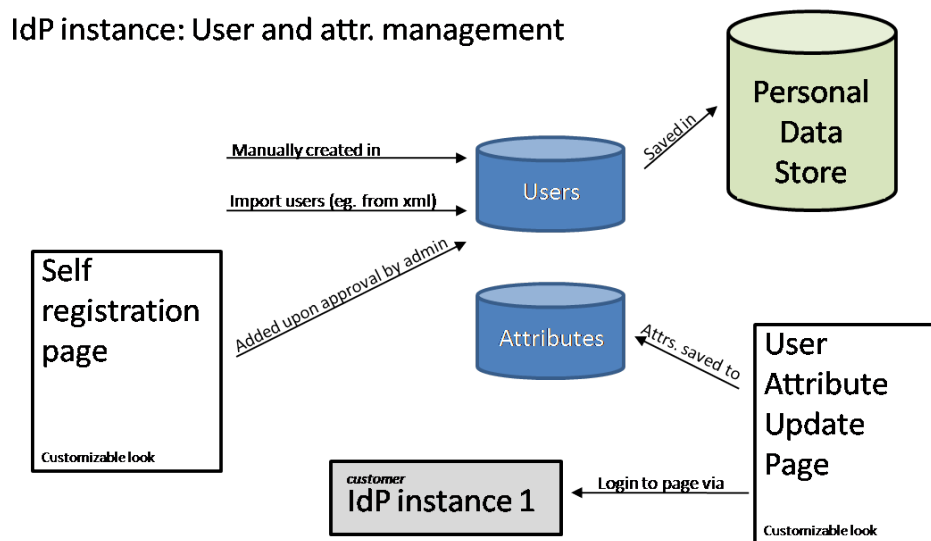 IdP instance: User and attr. management
Personal
Data
Store
Saved in
Manually created in
Users
Import users (eg. from xml)
Self
registration
page
Customizable look
Added upon approval by admin
Attributes
Attrs. saved to
User
Attribute
Update
Page
Customizable look
customer
IdP instance 1
Login to page via